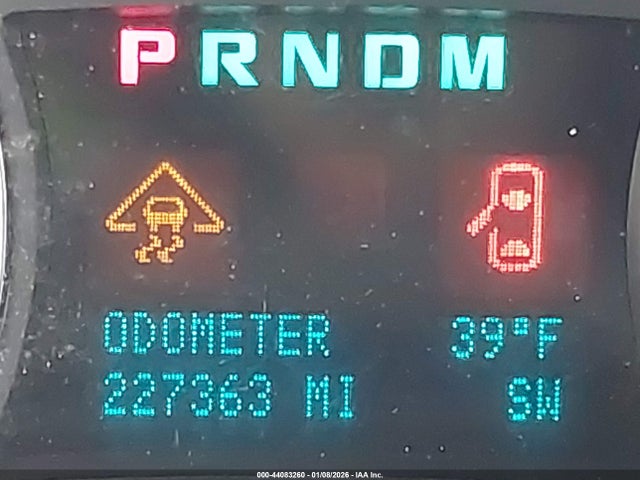 PRNDM
ODOMETER 39°F
227363 MI SW
000-44083260 - 01/08/2026 - IAA Inc.